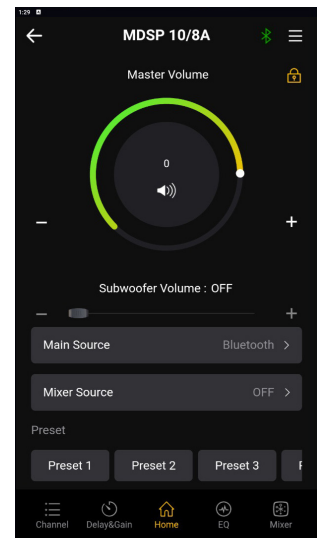 1:29
MDSP 10/8A
Master Volume
0
Subwoofer Volume : OFF
Main Source Bluetooth
Mixer Source OFF
Preset
Preset 1 Preset 2 Preset 3
Channel Delay&Gain Home EQ Mixer